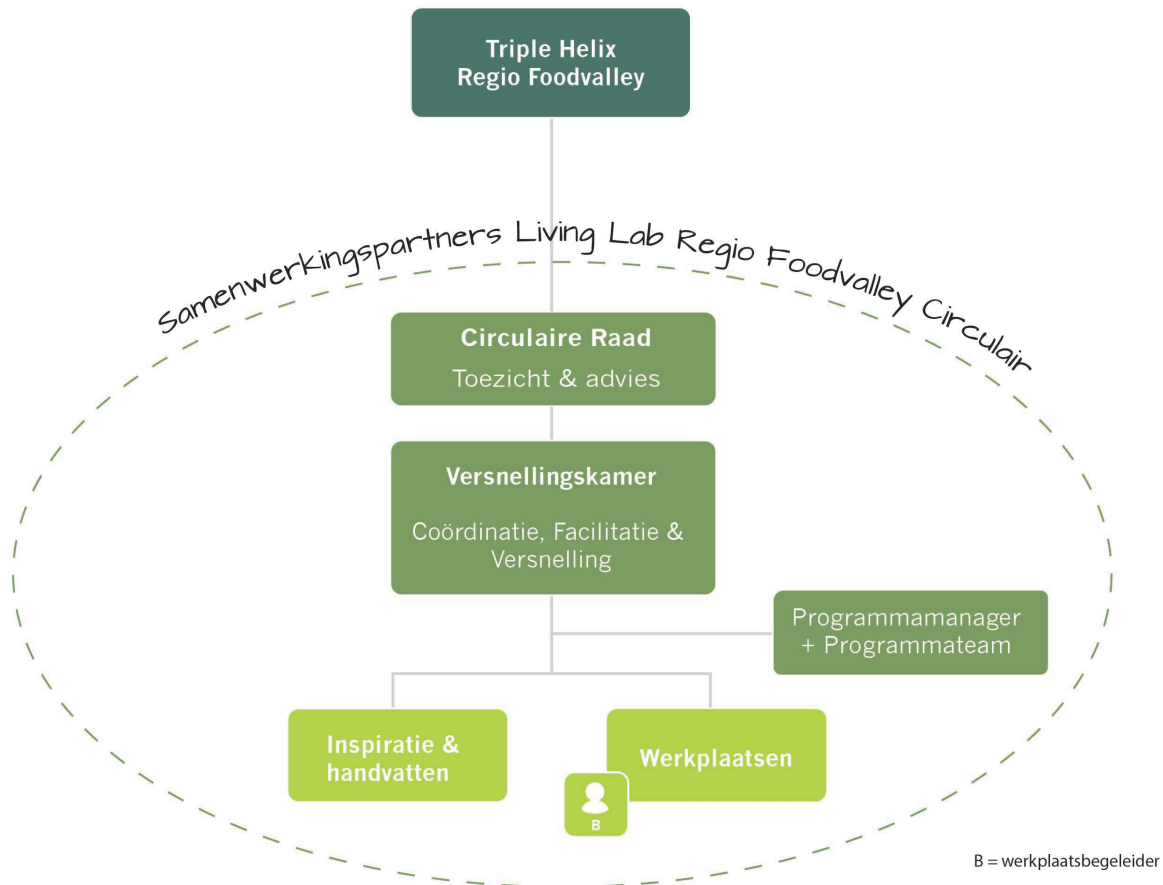 Triple Helix
Regio Foodvalley
Samenwerkingspartners Living Lab Regio Foodvalley Circulair
Circulaire Raad
Toezicht & advies
Versnellingskamer
Coördinatie, Facilitatie &
Versnelling
Programmamanager
+ Programmateam
Inspiratie &
handvatten
Werkplaatsen
B
B = werkplaatsbegeleider